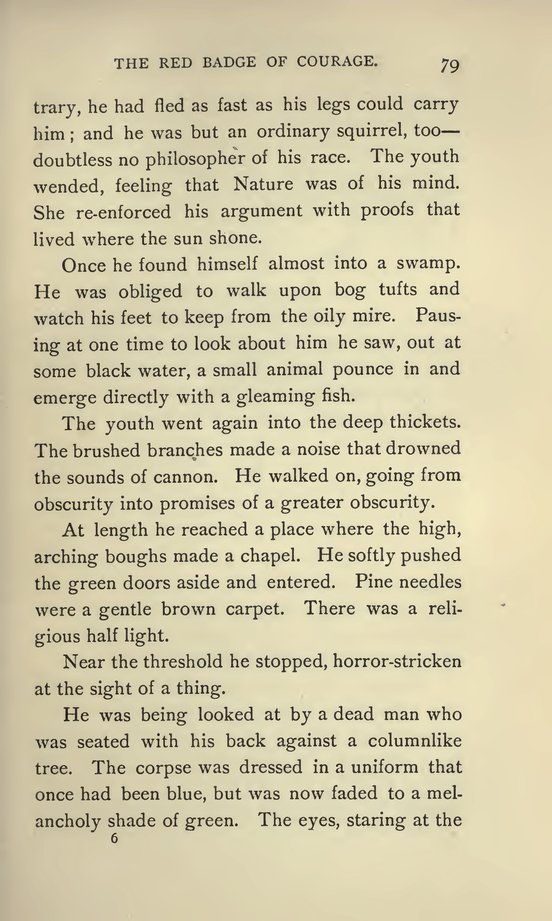 THE RED BADGE OF COURAGE. 79
trary, he had fled as fast as his legs could carry
him; and he was but an ordinary squirrel, too—
doubtless no philosopher of his race. The youth
wended, feeling that Nature was of his mind.
She re-enforced his argument with proofs that
lived where the sun shone.
Once he found himself almost into a swamp.
He was obliged to walk upon bog tufts and
watch his feet to keep from the oily mire. Paus-
ing at one time to look about him he saw, out at
some black water, a small animal pounce in and
emerge directly with a gleaming fish.
The youth went again into the deep thickets.
The brushed branches made a noise that drowned
the sounds of cannon. He walked on, going from
obscurity into promises of a greater obscurity.
At length he reached a place where the high,
arching boughs made a chapel. He softly pushed
the green doors aside and entered. Pine needles
were a gentle brown carpet. There was a reli-
gious half light.
Near the threshold he stopped, horror-stricken
at the sight of a thing.
He was being looked at by a dead man who
was seated with his back against a columnlike
tree. The corpse was dressed in a uniform that
once had been blue, but was now faded to a mel-
ancholy shade of green. The eyes, staring at the
6